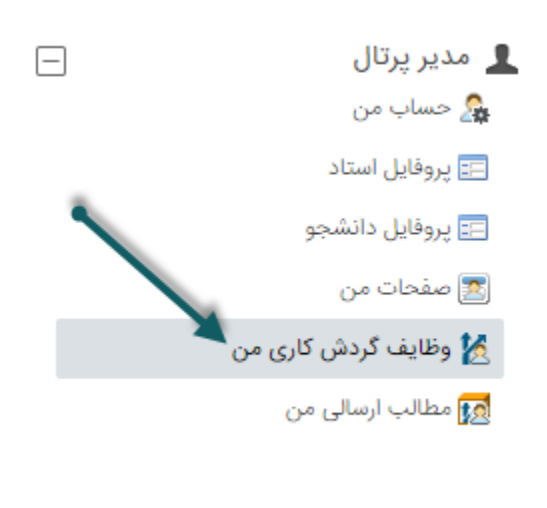 مدیر پرتال
حساب من
پروفایل استاد
پروفایل دانشجو
صفحات من
وظایف گردش کاری من
مطالب ارسالی من